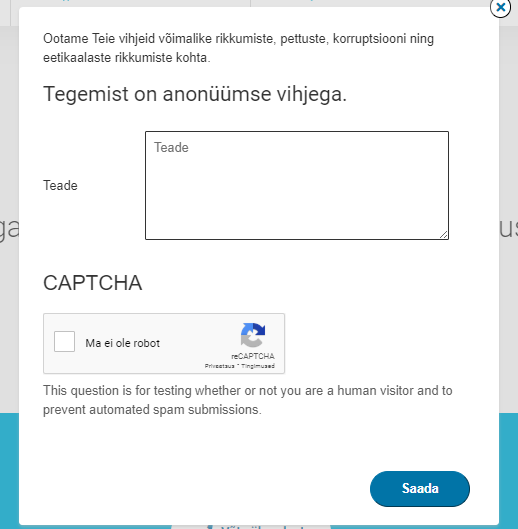 Ootame Teie vihjeid võimalike rikkumiste, pettuste, korruptsiooni ning
eetikaalaste rikkumiste kohta.
Tegemist on anonüümse vihjega.
Teade
Teade
CAPTCHA
Ma ei ole robot
reCAPTCHA
Privaatsus - Tingimused
This question is for testing whether or not you are a human visitor and to
prevent automated spam submissions.
Saada